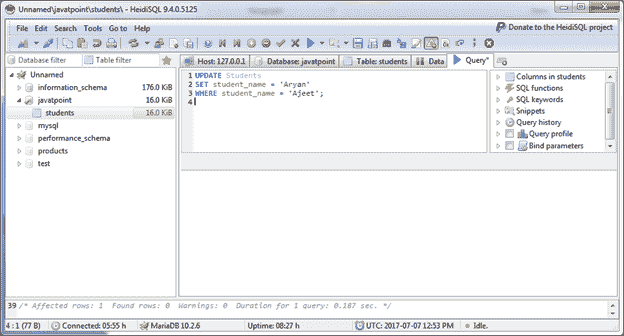 Unnamed\javatpoint\students\ - HeidiSQL 9.4.0.5125
File Edit Search Tools Go to Help
Donate to the HeidiSQL project
Database filter Table filter
Host: 127.0.0.1 Database: javatpoint Table: students Data Query*
Unnamed
information_schema 176.0 KiB
javatpoint 16.0 KiB
students 16.0 KiB
mysql
performance_schema
products
test
1 UPDATE Students
2 SET student_name = 'Aryan'
3 WHERE student_name = 'Ajeet';
4
Columns in students
SQL functions
SQL keywords
Snippets
Query history
Query profile
Bind parameters
39 /* Affected rows: 1 Found rows: 0 Warnings: 0 Duration for 1 query: 0.187 sec. */
4 : 1 (77 B) Connected: 05:55 h MariaDB 10.2.6 Uptime: 08:27 h UTC: 2017-07-07 12:53 PM Idle.